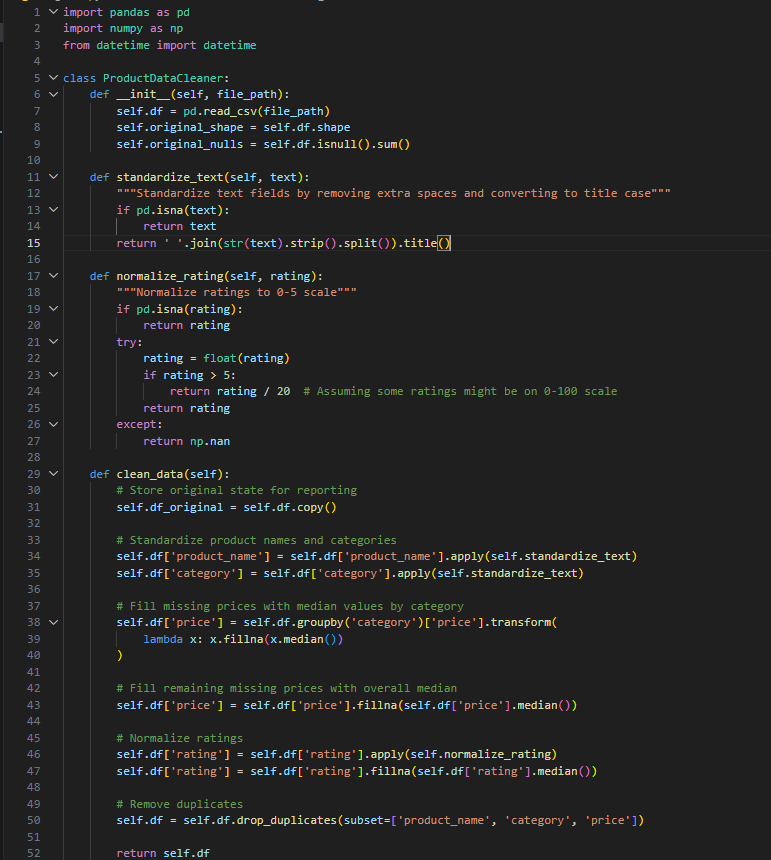 1 import pandas as pd
2 import numpy as np
3 from datetime import datetime
4
5 class ProductDataCleaner:
6     def __init__(self, file_path):
7         self.df = pd.read_csv(file_path)
8         self.original_shape = self.df.shape
9         self.original_nulls = self.df.isnull().sum()
10
11     def standardize_text(self, text):
12         """Standardize text fields by removing extra spaces and converting to title case"""
13         if pd.isna(text):
14             return text
15         return ' '.join(str(text).strip().split()).title()
16
17     def normalize_rating(self, rating):
18         """Normalize ratings to 0-5 scale"""
19         if pd.isna(rating):
20             return rating
21         try:
22             rating = float(rating)
23             if rating > 5:
24                 return rating / 20  # Assuming some ratings might be on 0-100 scale
25             return rating
26         except:
27             return np.nan
28
29     def clean_data(self):
30         # Store original state for reporting
31         self.df_original = self.df.copy()
32
33         # Standardize product names and categories
34         self.df['product_name'] = self.df['product_name'].apply(self.standardize_text)
35         self.df['category'] = self.df['category'].apply(self.standardize_text)
36
37         # Fill missing prices with median values by category
38         self.df['price'] = self.df.groupby('category')['price'].transform(
39             lambda x: x.fillna(x.median())
40         )
41
42         # Fill remaining missing prices with overall median
43         self.df['price'] = self.df['price'].fillna(self.df['price'].median())
44
45         # Normalize ratings
46         self.df['rating'] = self.df['rating'].apply(self.normalize_rating)
47         self.df['rating'] = self.df['rating'].fillna(self.df['rating'].median())
48
49         # Remove duplicates
50         self.df = self.df.drop_duplicates(subset=['product_name', 'category', 'price'])
51
52         return self.df